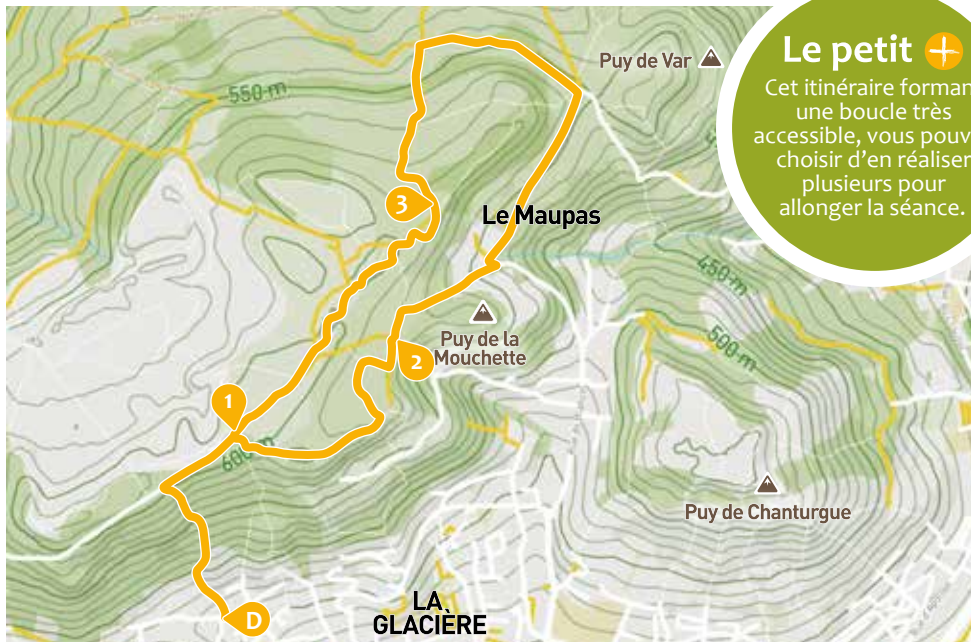 Puy de Var
Le petit +
Cet itinéraire forman
une boucle très
accessible, vous pouv
choisir d'en réaliser
plusieurs pour
allonger la séance.
550 m
3
Le Maupas
450 m
Puy de la
Mouchette
500 m
2
1
600 m
Puy de Chanturgue
D
LA
GLACIÈRE